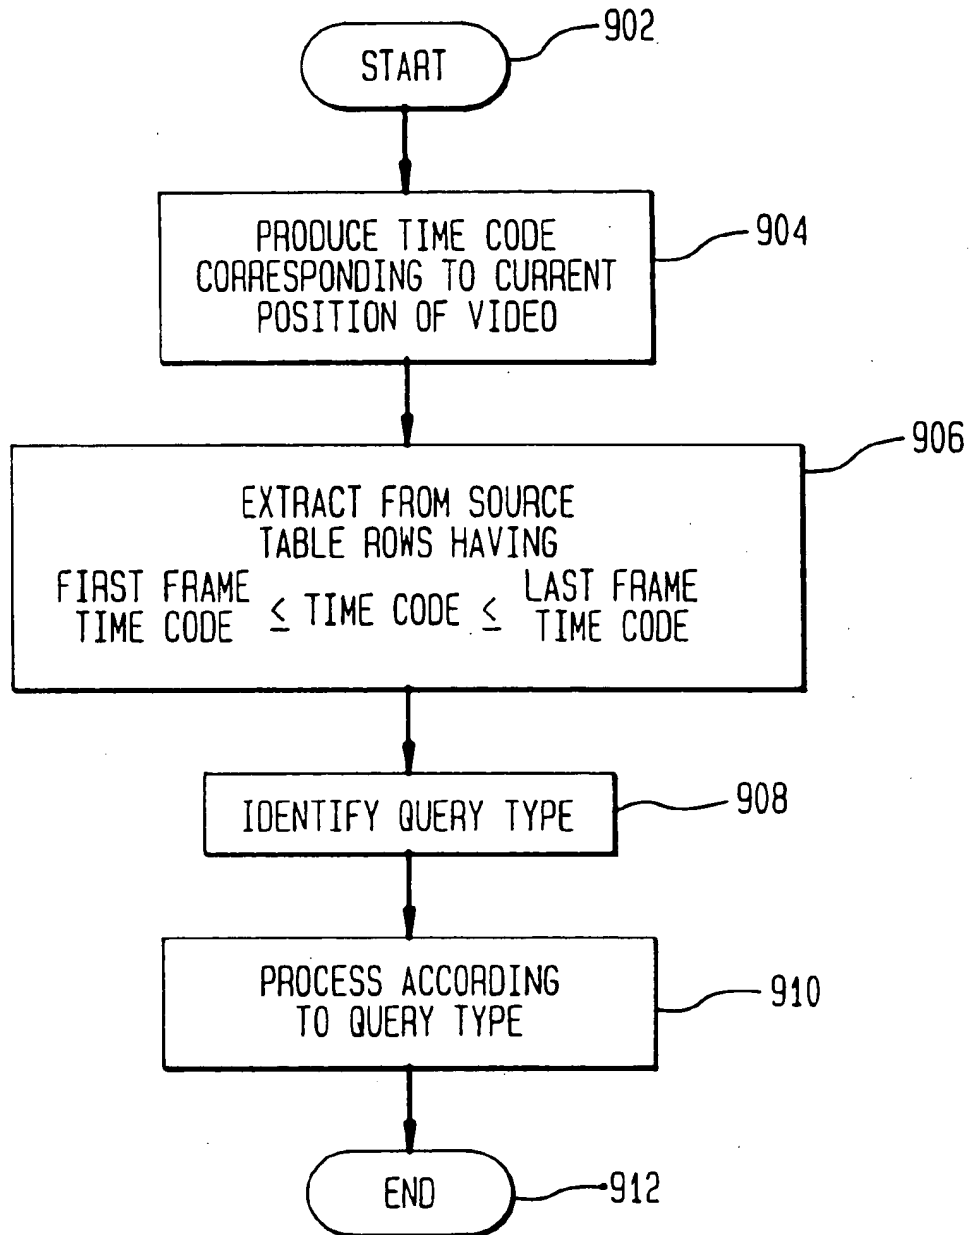 START
902
PRODUCE TIME CODE
CORRESPONDING TO CURRENT
POSITION OF VIDEO
904
EXTRACT FROM SOURCE
TABLE ROWS HAVING
FIRST FRAME
TIME CODE
≤ TIME CODE ≤
LAST FRAME
TIME CODE
906
IDENTIFY QUERY TYPE
908
PROCESS ACCORDING
TO QUERY TYPE
910
END
912